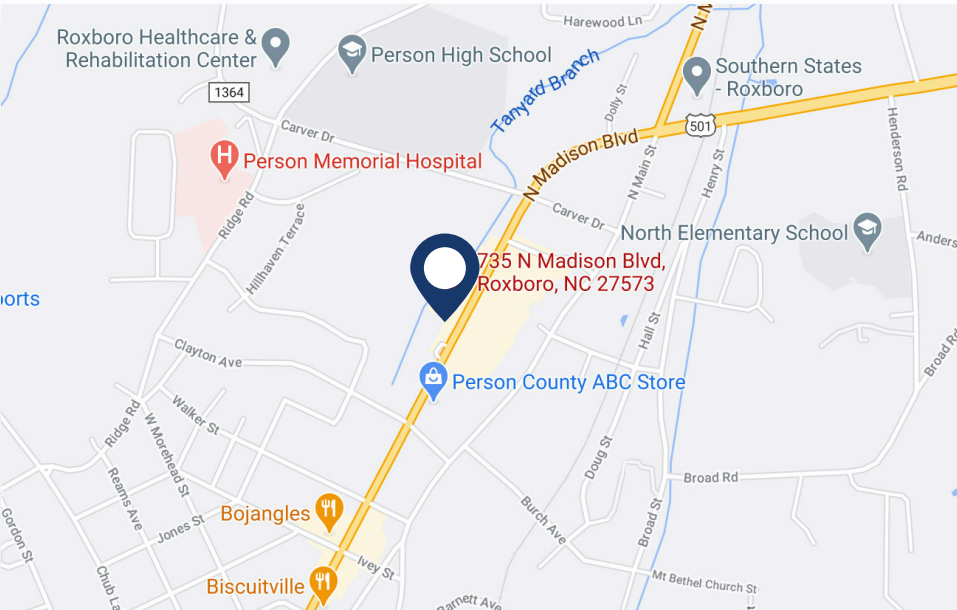 Harewood Ln
N M
Roxboro Healthcare &
Rehabilitation Center
Person High School
Southern States
- Roxboro
Tanyard Branch
1364
Dolly St
501
Carver Dr
N Madison Blvd
Henderson Rd
Person Memorial Hospital
N Main St
Henry St
Ridge Rd
Hillhaven Terrace
Carver Dr
North Elementary School
Anders
735 N Madison Blvd,
Roxboro, NC 27573
orts
Hall St
Clayton Ave
Broad Rd
Person County ABC Store
Walker St
Ridge Rd
W Morehead St
Doug St
Broad Rd
Reams Ave
Bojangles
Burch Ave
Broad St
Gordon St
Jones St
Ivey St
Chub La
Biscuitville
Mt Bethel Church St
Barnett Ave